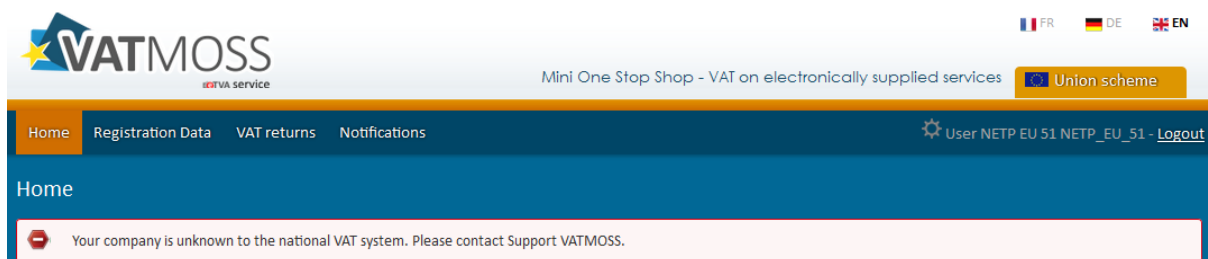 FR DE EN
VATMOSS
eTVA service
Mini One Stop Shop - VAT on electronically supplied services Union scheme
Home Registration Data VAT returns Notifications User NETP EU 51 NETP_EU_51 - Logout
Home
Your company is unknown to the national VAT system. Please contact Support VATMOSS.